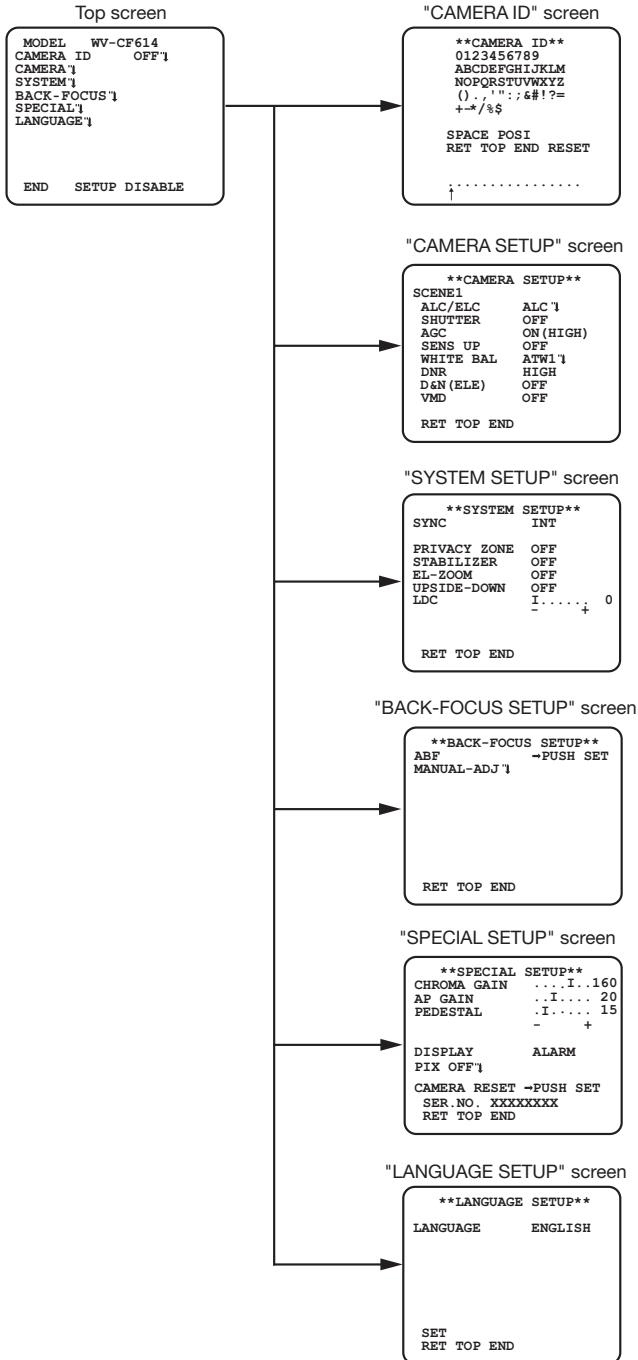 Top screen
MODEL WV-CF614
CAMERA ID OFF
CAMERA
SYSTEM
BACK-FOCUS
SPECIAL
LANGUAGE
END SETUP DISABLE
"CAMERA ID" screen
**CAMERA ID**
0123456789
ABCDEFGHIJKLM
NOPQRSTUVWXYZ
().,'":;&#!?=
+-*/%$
SPACE POSI
RET TOP END RESET
................
↑
"CAMERA SETUP" screen
**CAMERA SETUP**
SCENE1
ALC/ELC ALC
SHUTTER OFF
AGC ON(HIGH)
SENS UP OFF
WHITE BAL ATW1
DNR HIGH
D&N(ELE) OFF
VMD OFF
RET TOP END
"SYSTEM SETUP" screen
**SYSTEM SETUP**
SYNC INT
PRIVACY ZONE OFF
STABILIZER OFF
EL-ZOOM OFF
UPSIDE-DOWN OFF
LDC I...... 0
- +
RET TOP END
"BACK-FOCUS SETUP" screen
**BACK-FOCUS SETUP**
ABF →PUSH SET
MANUAL-ADJ
RET TOP END
"SPECIAL SETUP" screen
**SPECIAL SETUP**
CHROMA GAIN ....I..160
AP GAIN ..I.... 20
PEDESTAL .I..... 15
- +
DISPLAY ALARM
PIX OFF
CAMERA RESET →PUSH SET
SER.NO. XXXXXXXX
RET TOP END
"LANGUAGE SETUP" screen
**LANGUAGE SETUP**
LANGUAGE ENGLISH
SET
RET TOP END